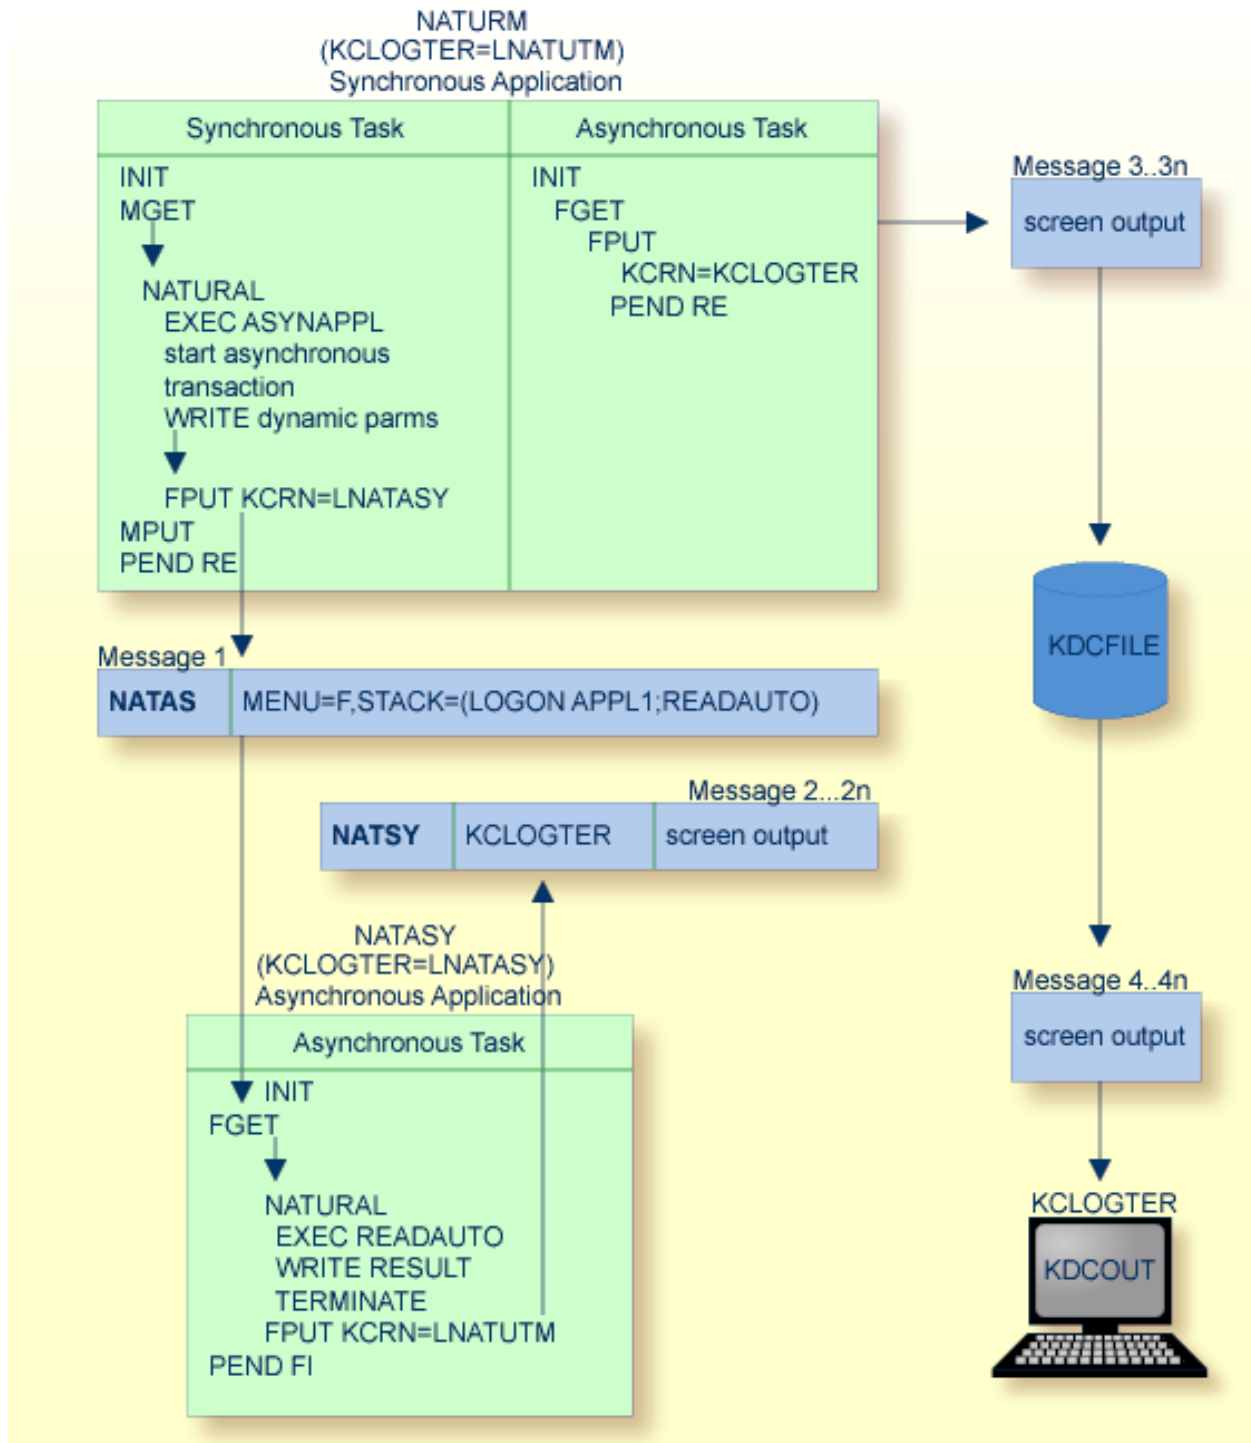 NATURM
(KCLOGTER=LNATUTM)
Synchronous Application
Synchronous Task
INIT
MGET
NATURAL
EXEC ASYNAPPL
start asynchronous
transaction
WRITE dynamic parms
FPUT KCRN=LNATASY
MPUT
PEND RE
Asynchronous Task
INIT
FGET
FPUT
KCRN=KCLOGTER
PEND RE
Message 3..3n
screen output
KDCFILE
Message 1
NATAS MENU=F,STACK=(LOGON APPL1;READAUTO)
Message 2...2n
NATSY KCLOGTER screen output
NATASY
(KCLOGTER=LNATASY)
Asynchronous Application
Asynchronous Task
INIT
FGET
NATURAL
EXEC READAUTO
WRITE RESULT
TERMINATE
FPUT KCRN=LNATUTM
PEND FI
Message 4..4n
screen output
KCLOGTER
KDCOUT